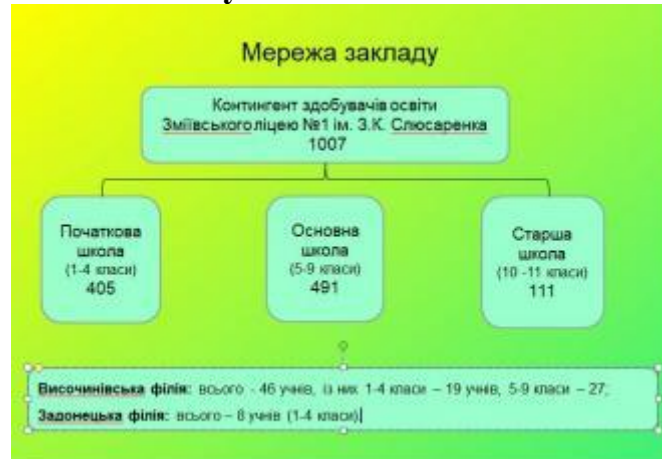 Мережа закладу
Контингент здобувачів освіти
Зміївського ліцею №1 ім. З.К. Слюсаренка
1007
Початкова
школа
(1-4 класи)
405
Основна
школа
(5-9 класи)
491
Старша
школа
(10 -11 класи)
111
Височинівська філія: всього - 46 учнів, із них 1-4 класи – 19 учнів, 5-9 класи – 27;
Задонецька філія: всього – 8 учнів (1-4 класи)